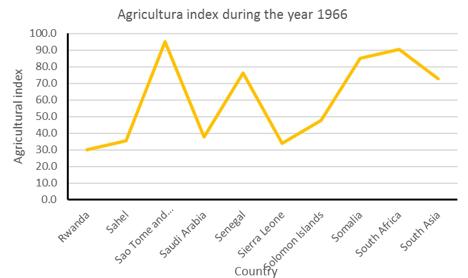 Agricultura index during the year 1966
Agricultural index
100.0
90.0
80.0
70.0
60.0
50.0
40.0
30.0
20.0
10.0
0.0
Rwanda
Sahel
Sao Tome and...
Saudi Arabia
Senegal
Sierra Leone
Solomon Islands
Somalia
South Africa
South Asia
Country